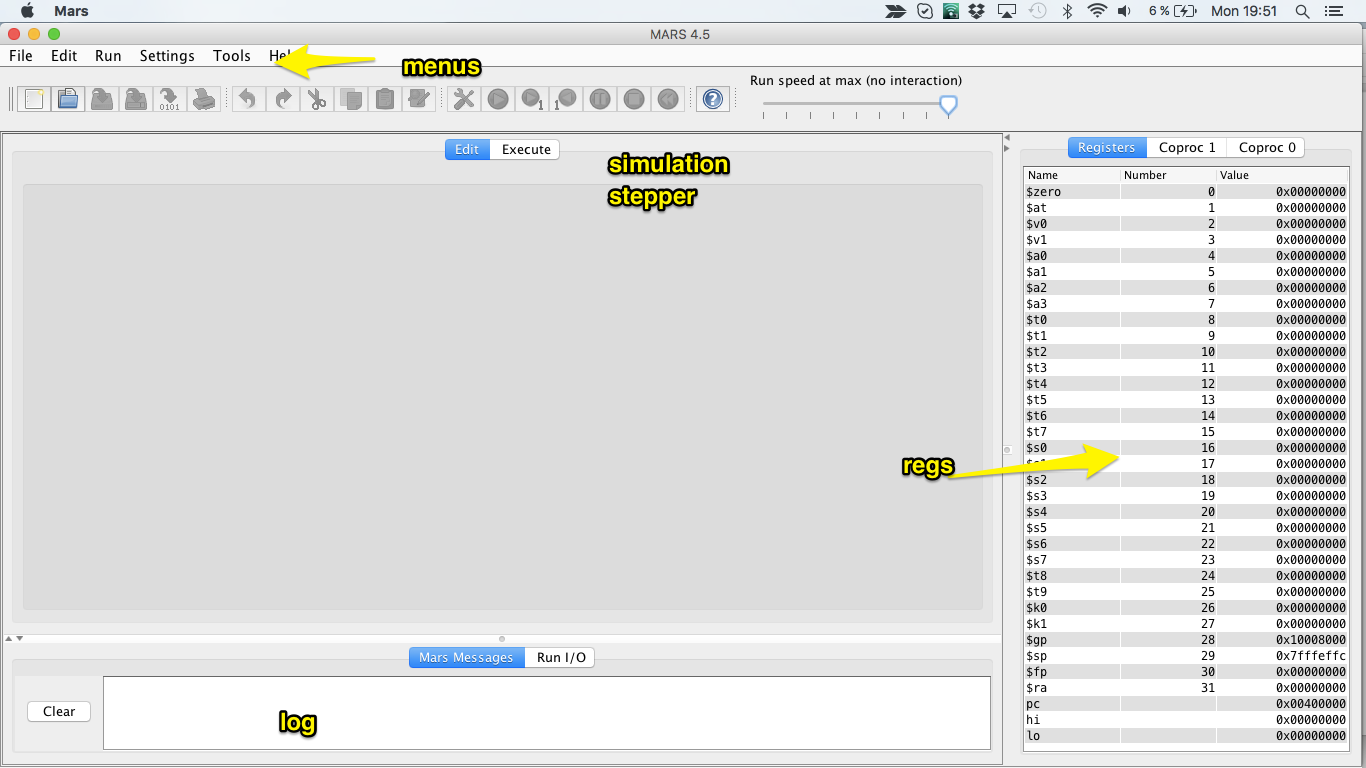 Mars
6 %
Mon 19:51
MARS 4.5
File Edit Run Settings Tools
menus
Run speed at max (no interaction)
0101
1
1
?
Edit Execute
simulation
stepper
Registers Coproc 1 Coproc 0
Name Number Value
$zero 0 0x00000000
$at 1 0x00000000
$v0 2 0x00000000
$v1 3 0x00000000
$a0 4 0x00000000
$a1 5 0x00000000
$a2 6 0x00000000
$a3 7 0x00000000
$t0 8 0x00000000
$t1 9 0x00000000
$t2 10 0x00000000
$t3 11 0x00000000
$t4 12 0x00000000
$t5 13 0x00000000
$t6 14 0x00000000
$t7 15 0x00000000
$s0 16 0x00000000
regs
17 0x00000000
$s2 18 0x00000000
$s3 19 0x00000000
$s4 20 0x00000000
$s5 21 0x00000000
$s6 22 0x00000000
$s7 23 0x00000000
$t8 24 0x00000000
$t9 25 0x00000000
$k0 26 0x00000000
$k1 27 0x00000000
$gp 28 0x10008000
$sp 29 0x7fffeffc
$fp 30 0x00000000
$ra 31 0x00000000
pc 0x00400000
hi 0x00000000
lo 0x00000000
Mars Messages Run I/O
Clear
log